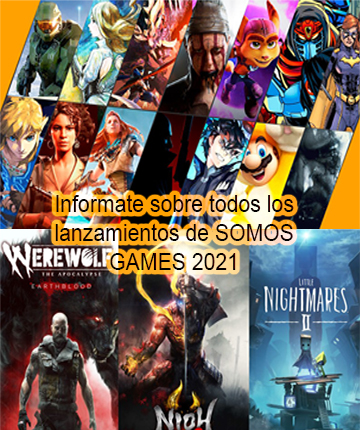 Informate sobre todos los
lanzamientos de SOMOS
GAMES 2021
WEREWOLF
THE APOCALYPSE
EARTHBLOOD
NIOH
LITTLE
NIGHTMARES
II